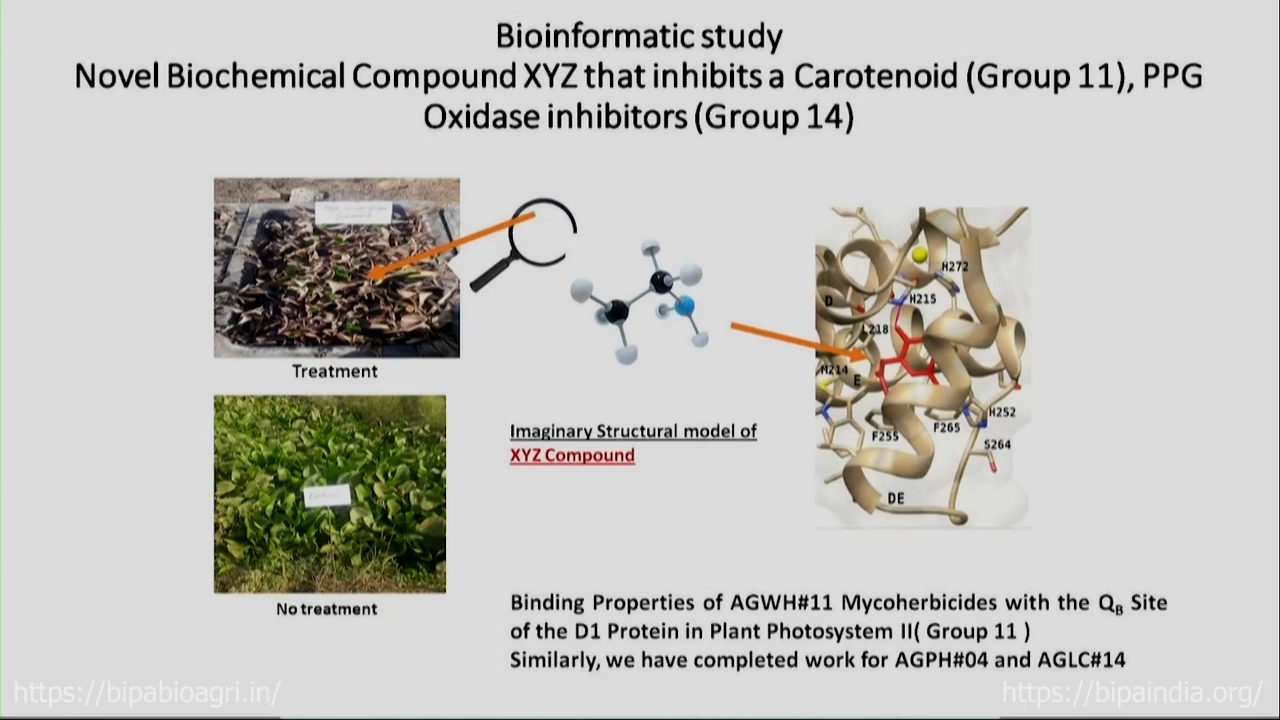 Bioinformatic study
Novel Biochemical Compound XYZ that inhibits a Carotenoid (Group 11), PPG
Oxidase inhibitors (Group 14)
Treatment
No treatment
Imaginary Structural model of
XYZ Compound
H272
D
H215
L218
M214
E
H252
F265
F255
S264
DE
Binding Properties of AGWH#11 Mycoherbicides with the QB Site
of the D1 Protein in Plant Photosystem II( Group 11 )
Similarly, we have completed work for AGPH#04 and AGLC#14
https://bipabioagri.in/
https://bipaindia.org/